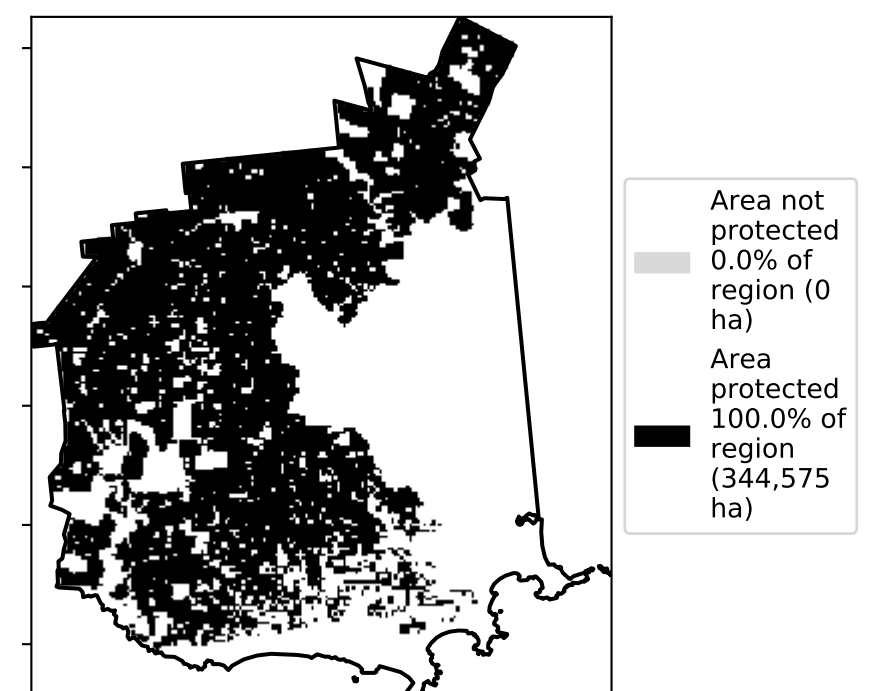 Area not
protected
0.0% of
region (0
ha)
Area
protected
100.0% of
region
(344,575
ha)